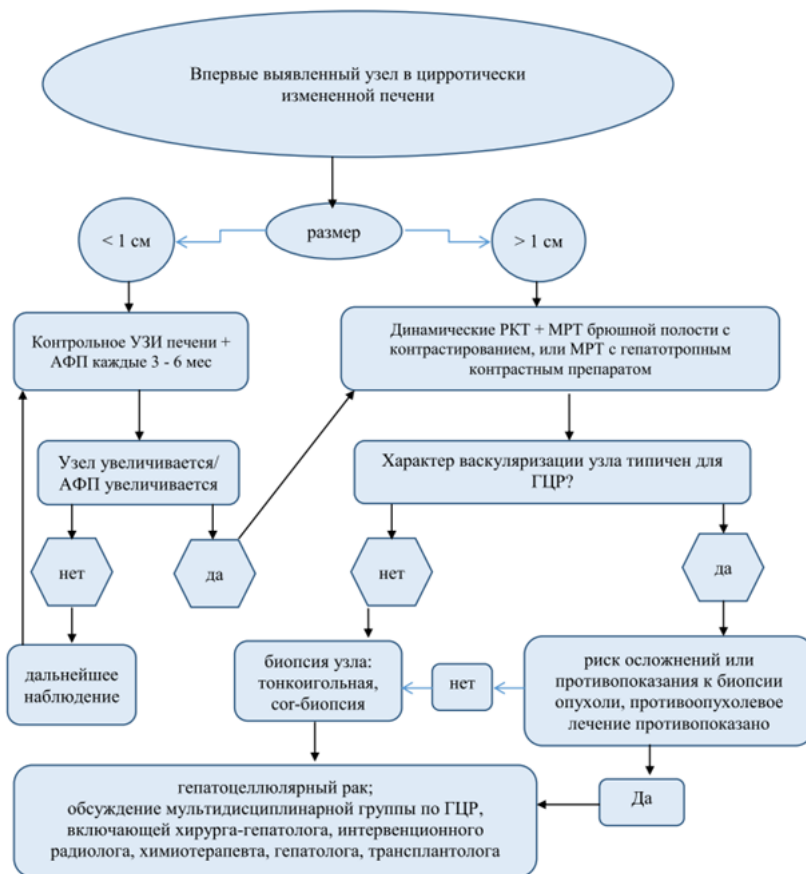 Впервые выявленный узел в цирротически
измененной печени
< 1 см
размер
> 1 см
Контрольное УЗИ печени +
АФП каждые 3 - 6 мес
Динамические РКТ + МРТ брюшной полости с
контрастированием, или МРТ с гепатотропным
контрастным препаратом
Узел увеличивается/
АФП увеличивается
Характер васкуляризации узла типичен для
ГЦР?
нет
да
нет
да
дальнейшее
наблюдение
биопсия узла:
тонкоигольная,
cor-биопсия
нет
риск осложнений или
противопоказания к биопсии
опухоли, противоопухолевое
лечение противопоказано
гепатоцеллюлярный рак;
обсуждение мультидисциплинарной группы по ГЦР,
включающей хирурга-гепатолога, интервенционного
радиолога, химиотерапевта, гепатолога, трансплантолога
Да